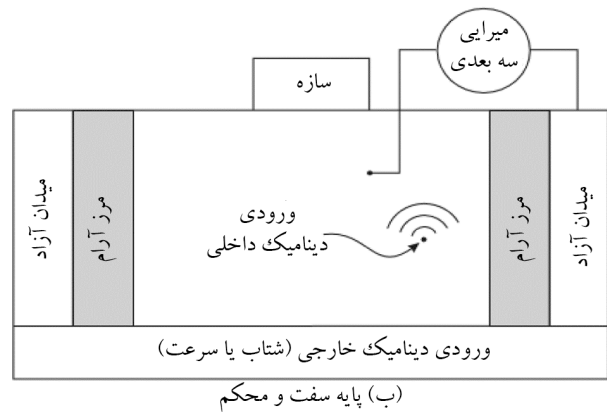 میرایی
سه بعدی
سازه
میدان آزاد
مرز آرام
ورودی
دینامیک داخلی
مرز آرام
میدان آزاد
ورودی دینامیک خارجی (شتاب یا سرعت)
(ب) پایه سفت و محکم